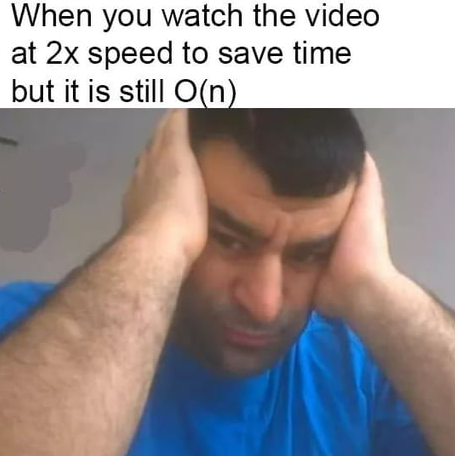 When you watch the video
at 2x speed to save time
but it is still O(n)